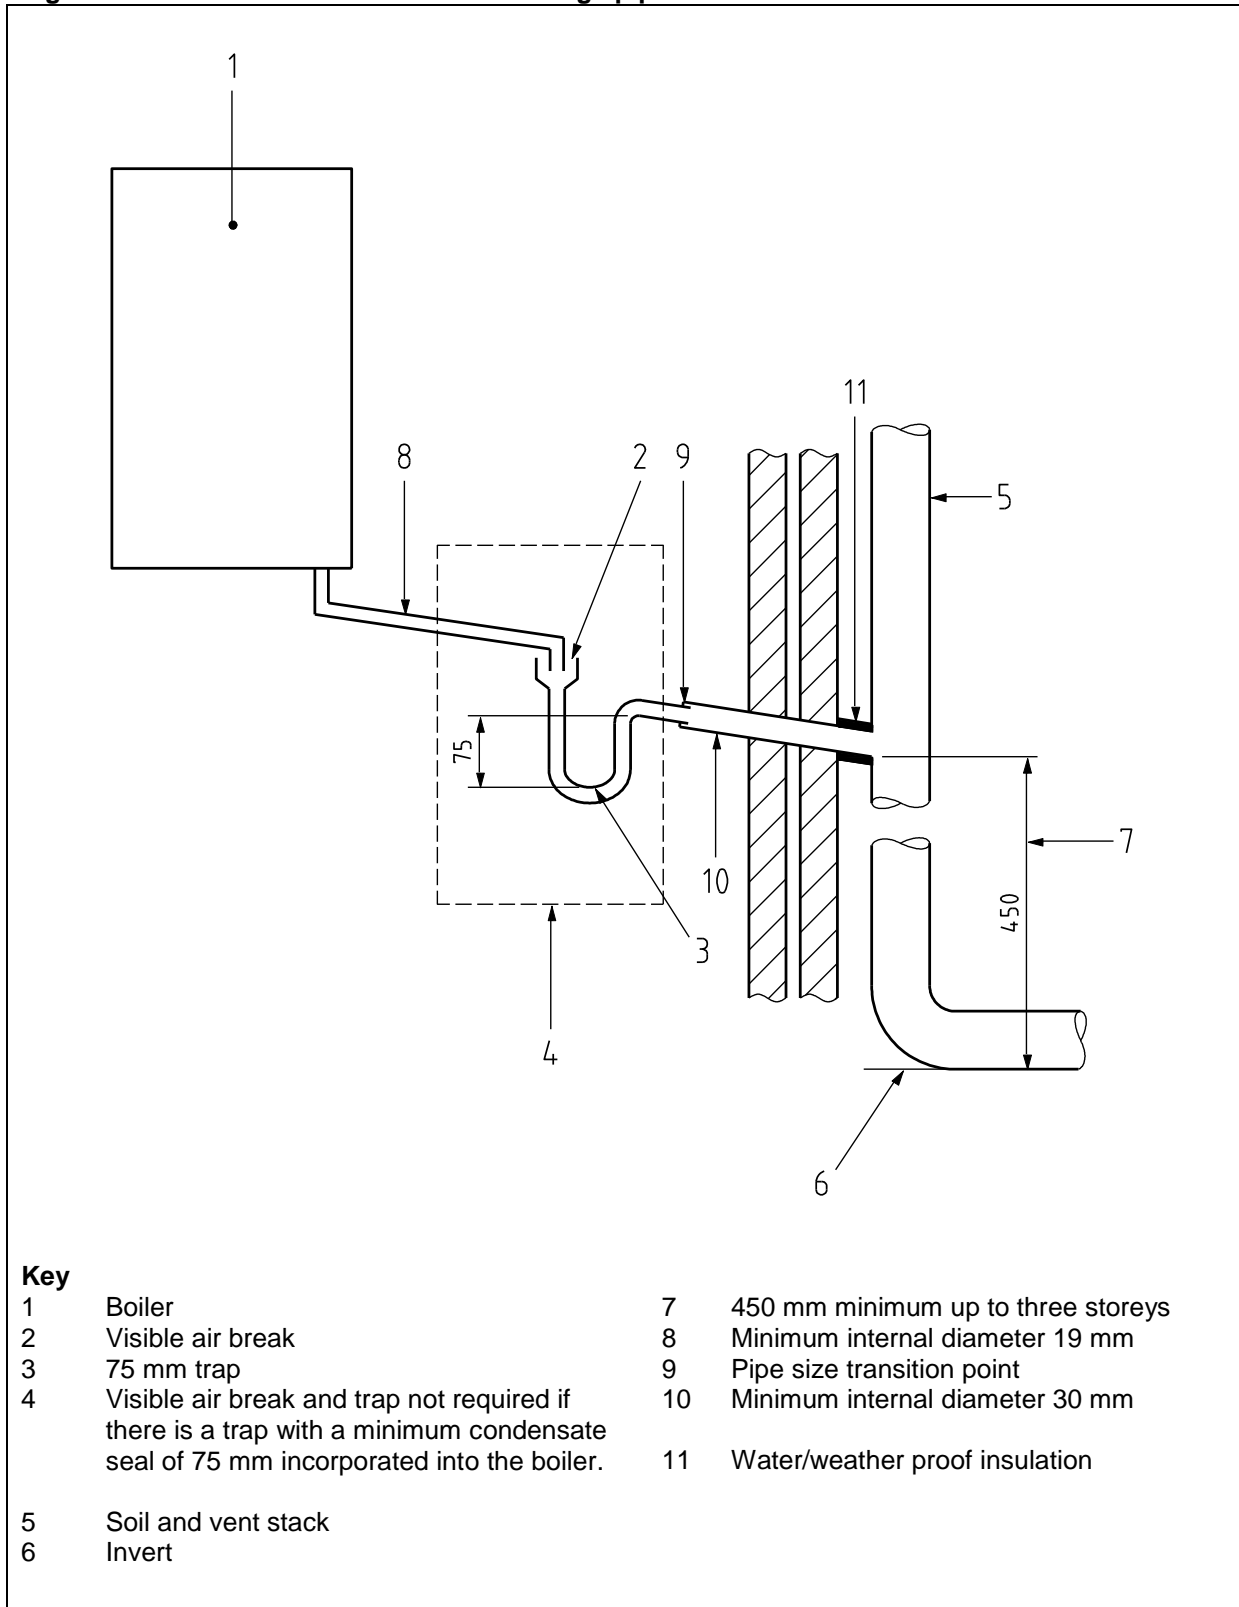 1
11
8
2
9
5
75
7
10
450
3
4
6
Key
1 Boiler
2 Visible air break
3 75 mm trap
4 Visible air break and trap not required if
there is a trap with a minimum condensate
seal of 75 mm incorporated into the boiler.
5 Soil and vent stack
6 Invert
7 450 mm minimum up to three storeys
8 Minimum internal diameter 19 mm
9 Pipe size transition point
10 Minimum internal diameter 30 mm
11 Water/weather proof insulation